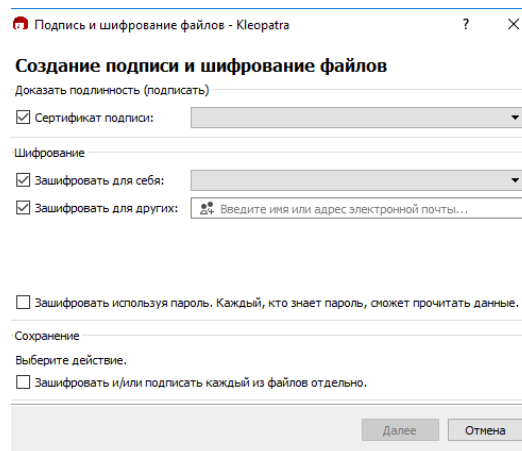 Подпись и шифрование файлов - Kleopatra
Создание подписи и шифрование файлов
Доказать подлинность (подписать)
Сертификат подписи:
Шифрование
Зашифровать для себя:
Зашифровать для других: Введите имя или адрес электронной почты...
Зашифровать используя пароль. Каждый, кто знает пароль, сможет прочитать данные.
Сохранение
Выберите действие.
Зашифровать и/или подписать каждый из файлов отдельно.
Далее Отмена